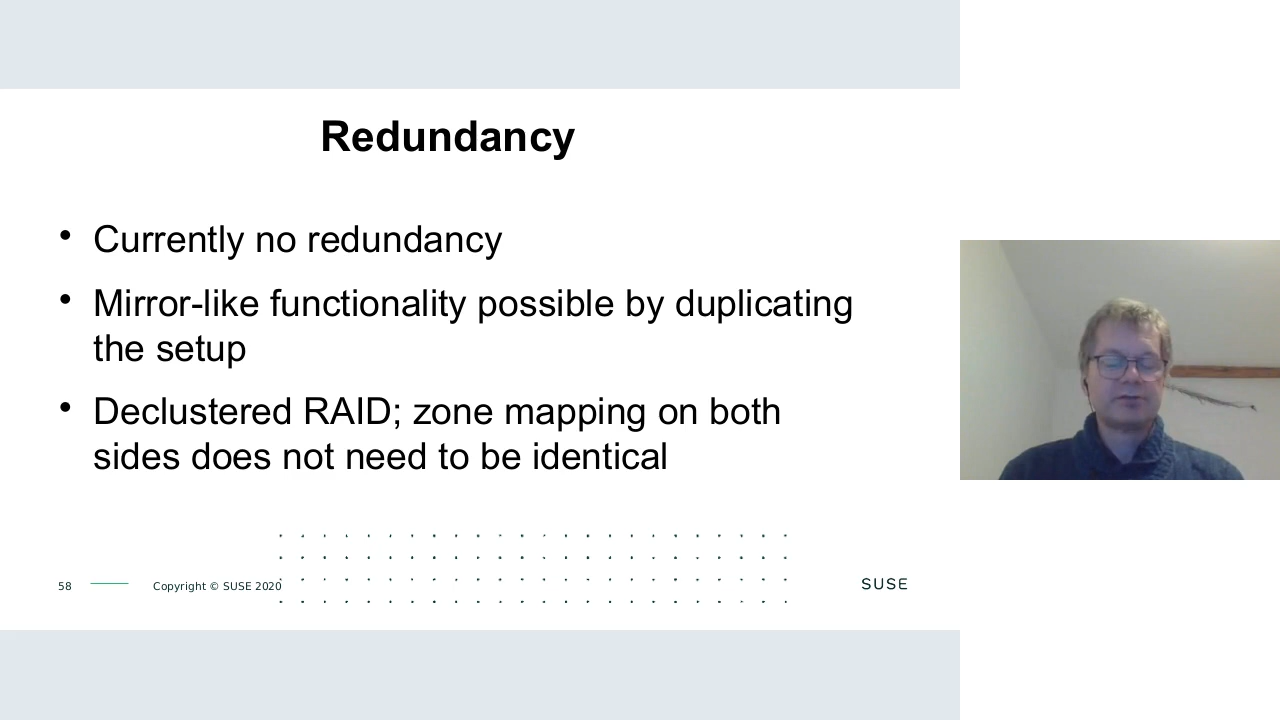 Redundancy
• Currently no redundancy
• Mirror-like functionality possible by duplicating
the setup
• Declustered RAID; zone mapping on both
sides does not need to be identical
58
Copyright © SUSE 2020
SUSE